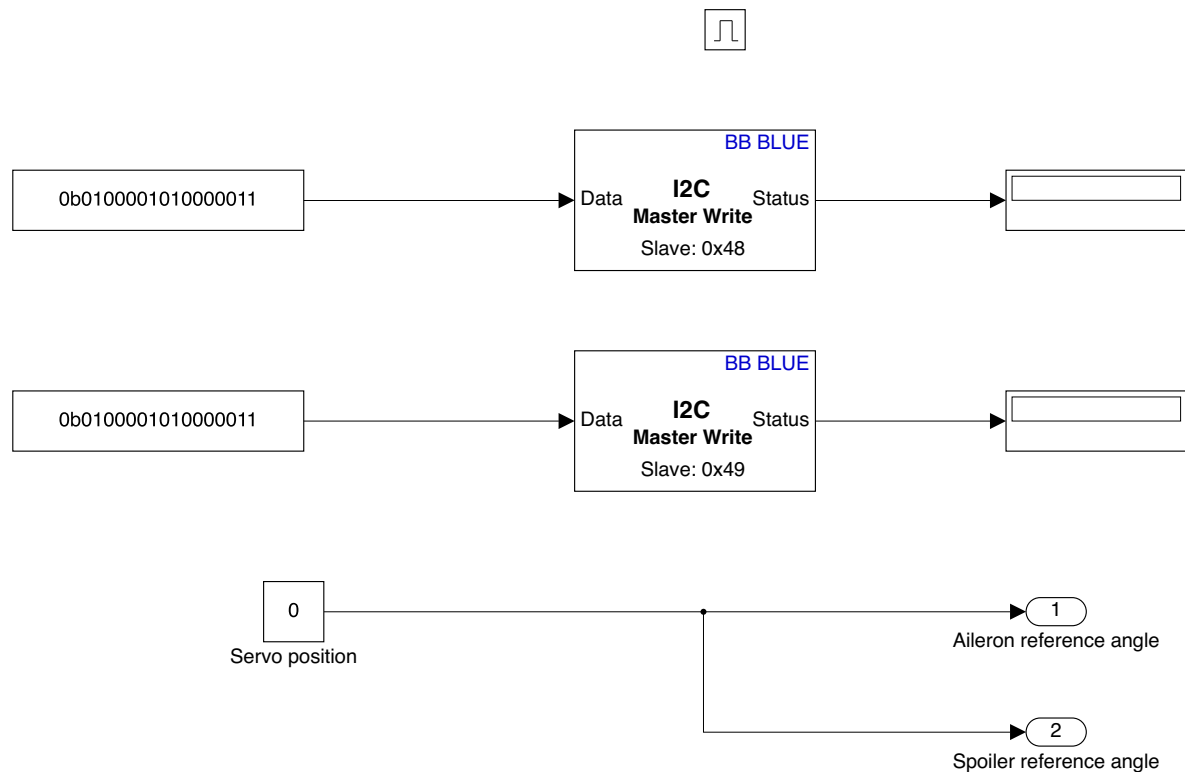 BB BLUE
0b0100001010000011
Data
I2C
Master Write
Slave: 0x48
Status
BB BLUE
0b0100001010000011
Data
I2C
Master Write
Slave: 0x49
Status
0
Servo position
1
Aileron reference angle
2
Spoiler reference angle